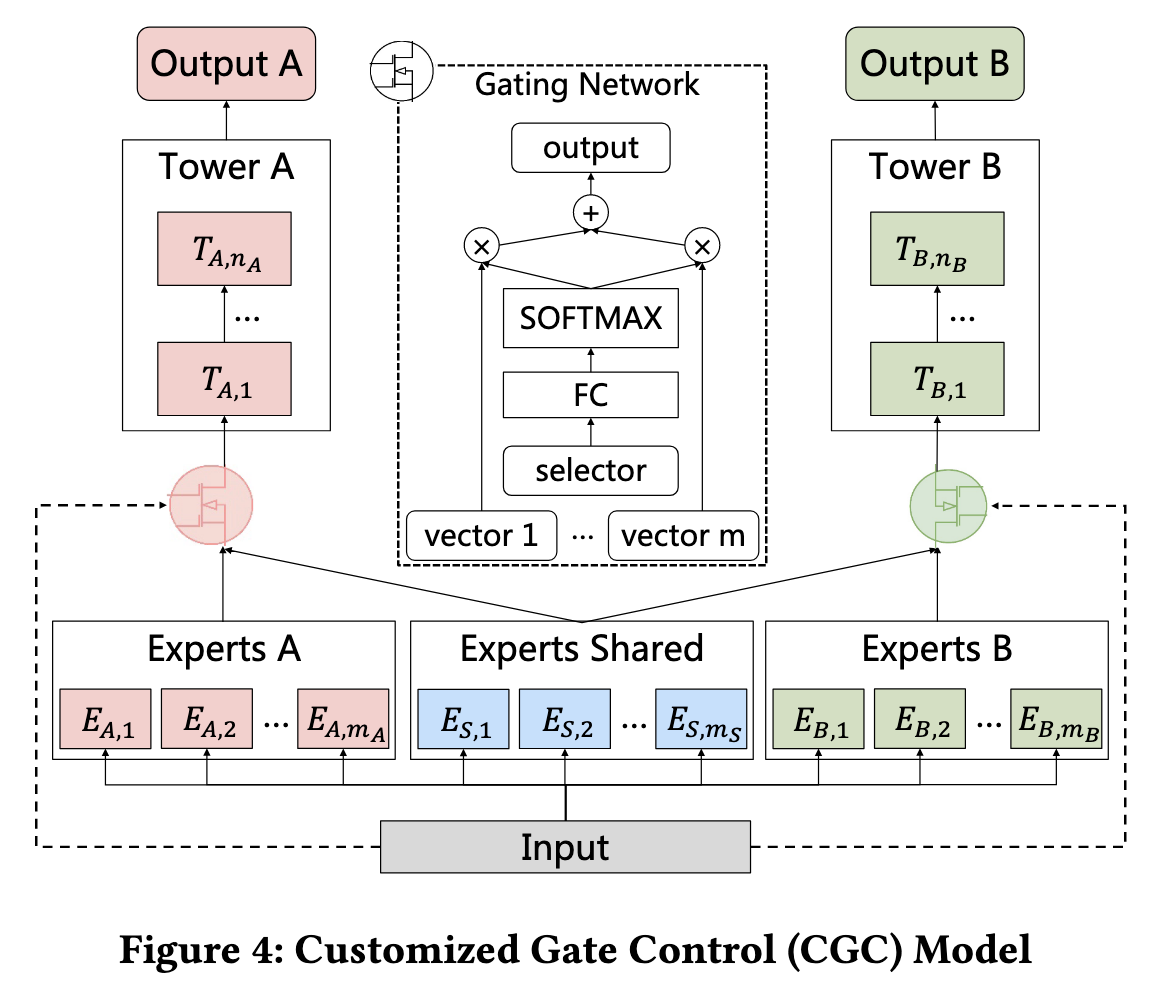 Output A
Gating Network
Output B
output
Tower A
Tower B
+
×
×
T_{A,n_A}
T_{B,n_B}
SOFTMAX
...
...
T_{A,1}
FC
T_{B,1}
selector
vector 1 ... vector m
Experts A
Experts Shared
Experts B
E_{A,1} E_{A,2} ... E_{A,m_A}
E_{S,1} E_{S,2} ... E_{S,m_S}
E_{B,1} E_{B,2} ... E_{B,m_B}
Input
Figure 4: Customized Gate Control (CGC) Model